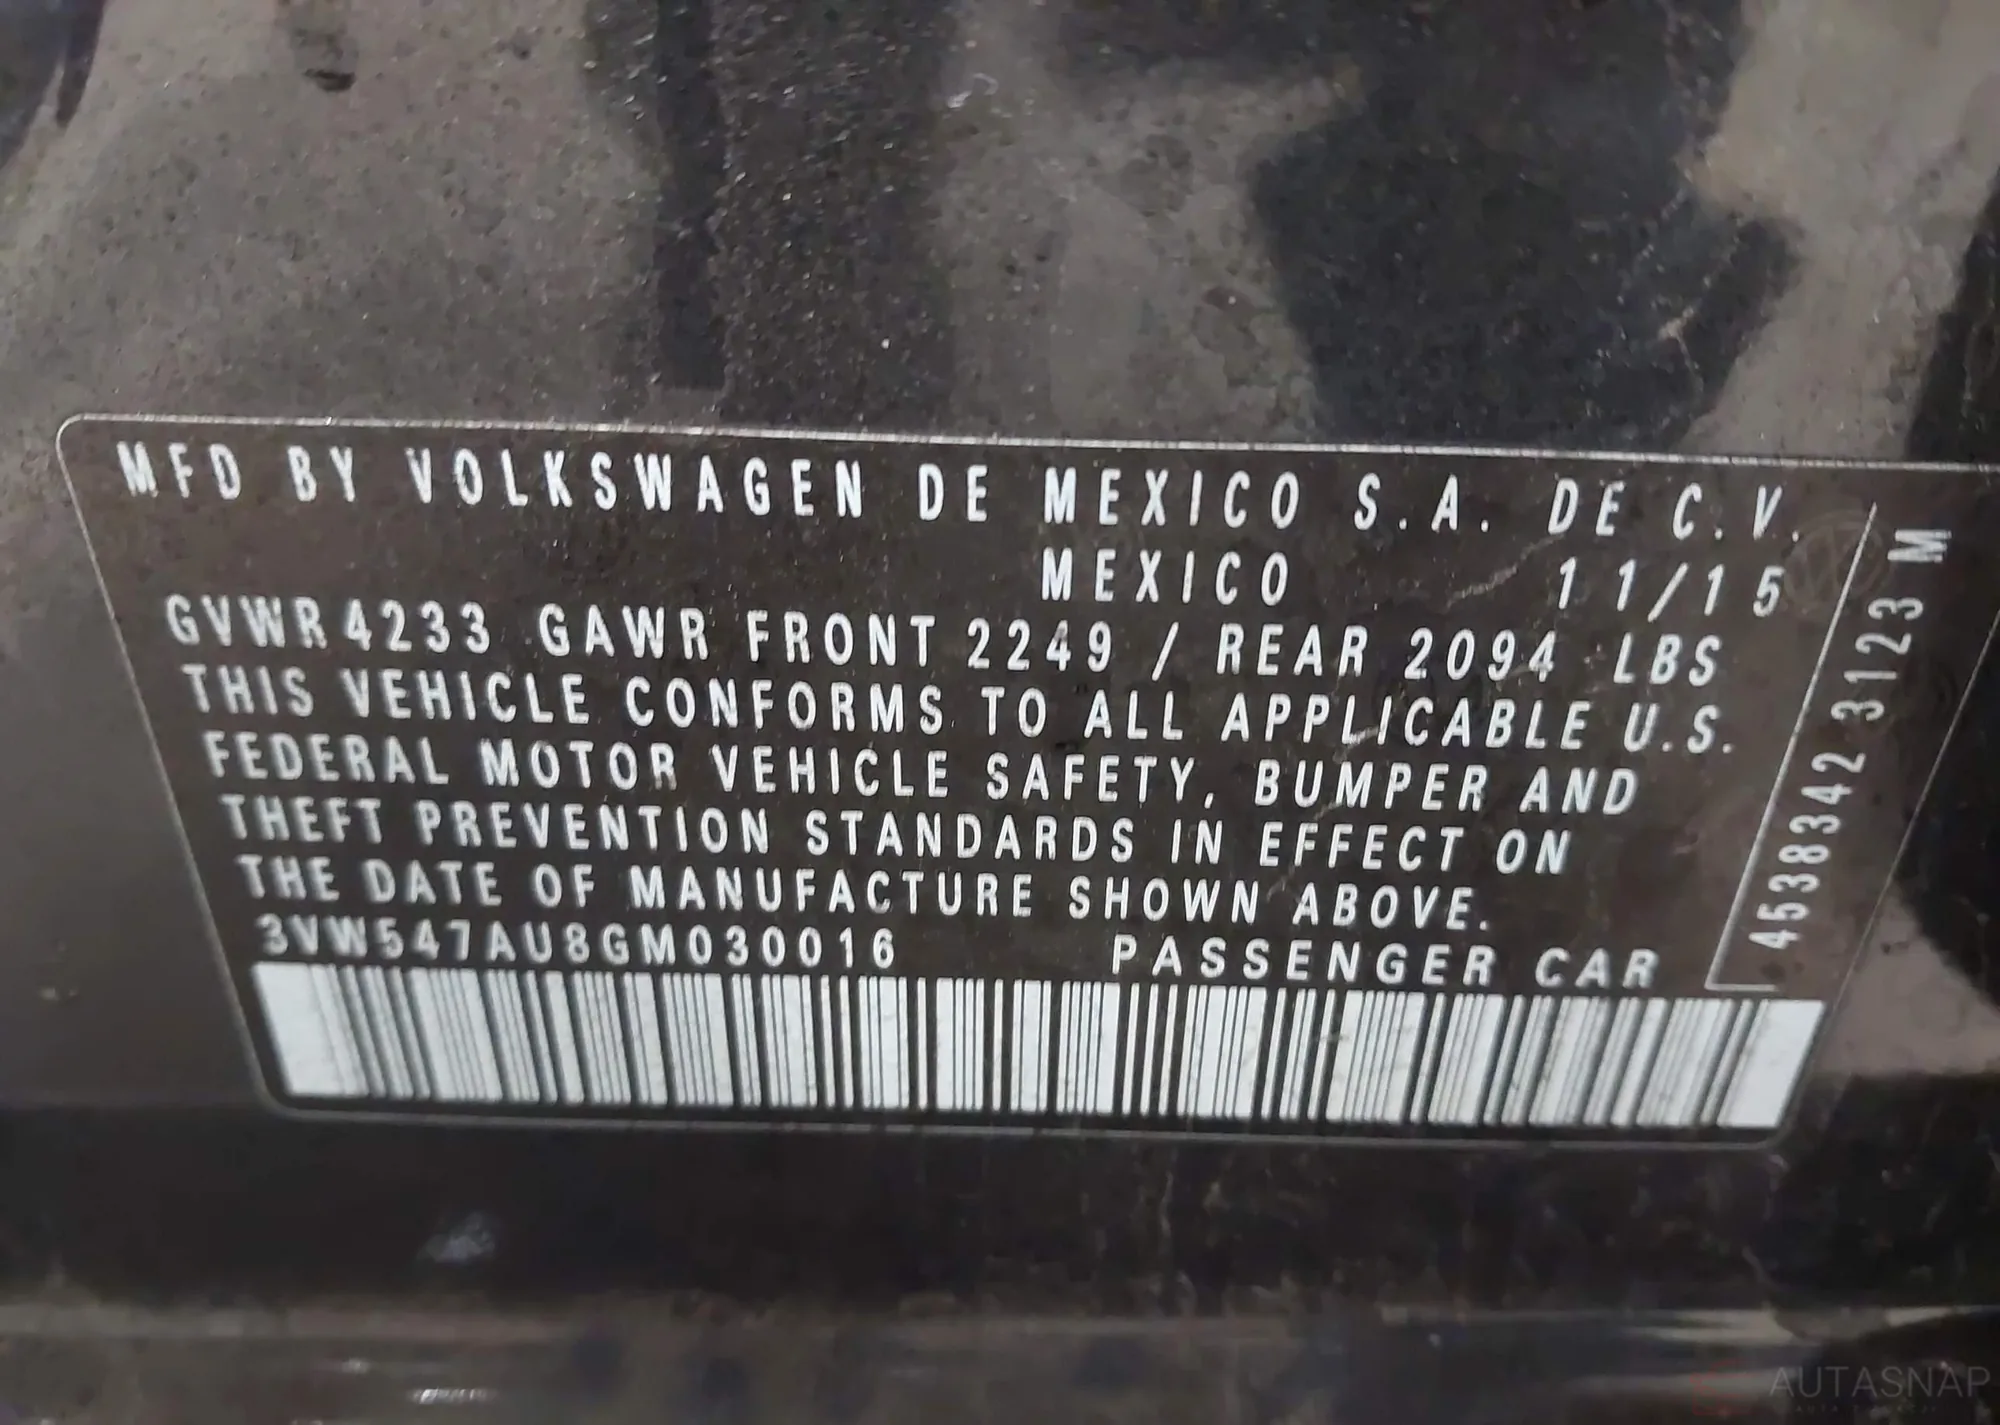 MFD BY VOLKSWAGEN DE MEXICO S.A. DE C.V.
MEXICO 11/15
GVWR 4233 GAWR FRONT 2249 / REAR 2094 LBS
THIS VEHICLE CONFORMS TO ALL APPLICABLE U.S.
FEDERAL MOTOR VEHICLE SAFETY, BUMPER AND
THEFT PREVENTION STANDARDS IN EFFECT ON
THE DATE OF MANUFACTURE SHOWN ABOVE.
3VW547AU8GM030016 PASSENGER CAR
4538342 3123 M
AUTASNAP